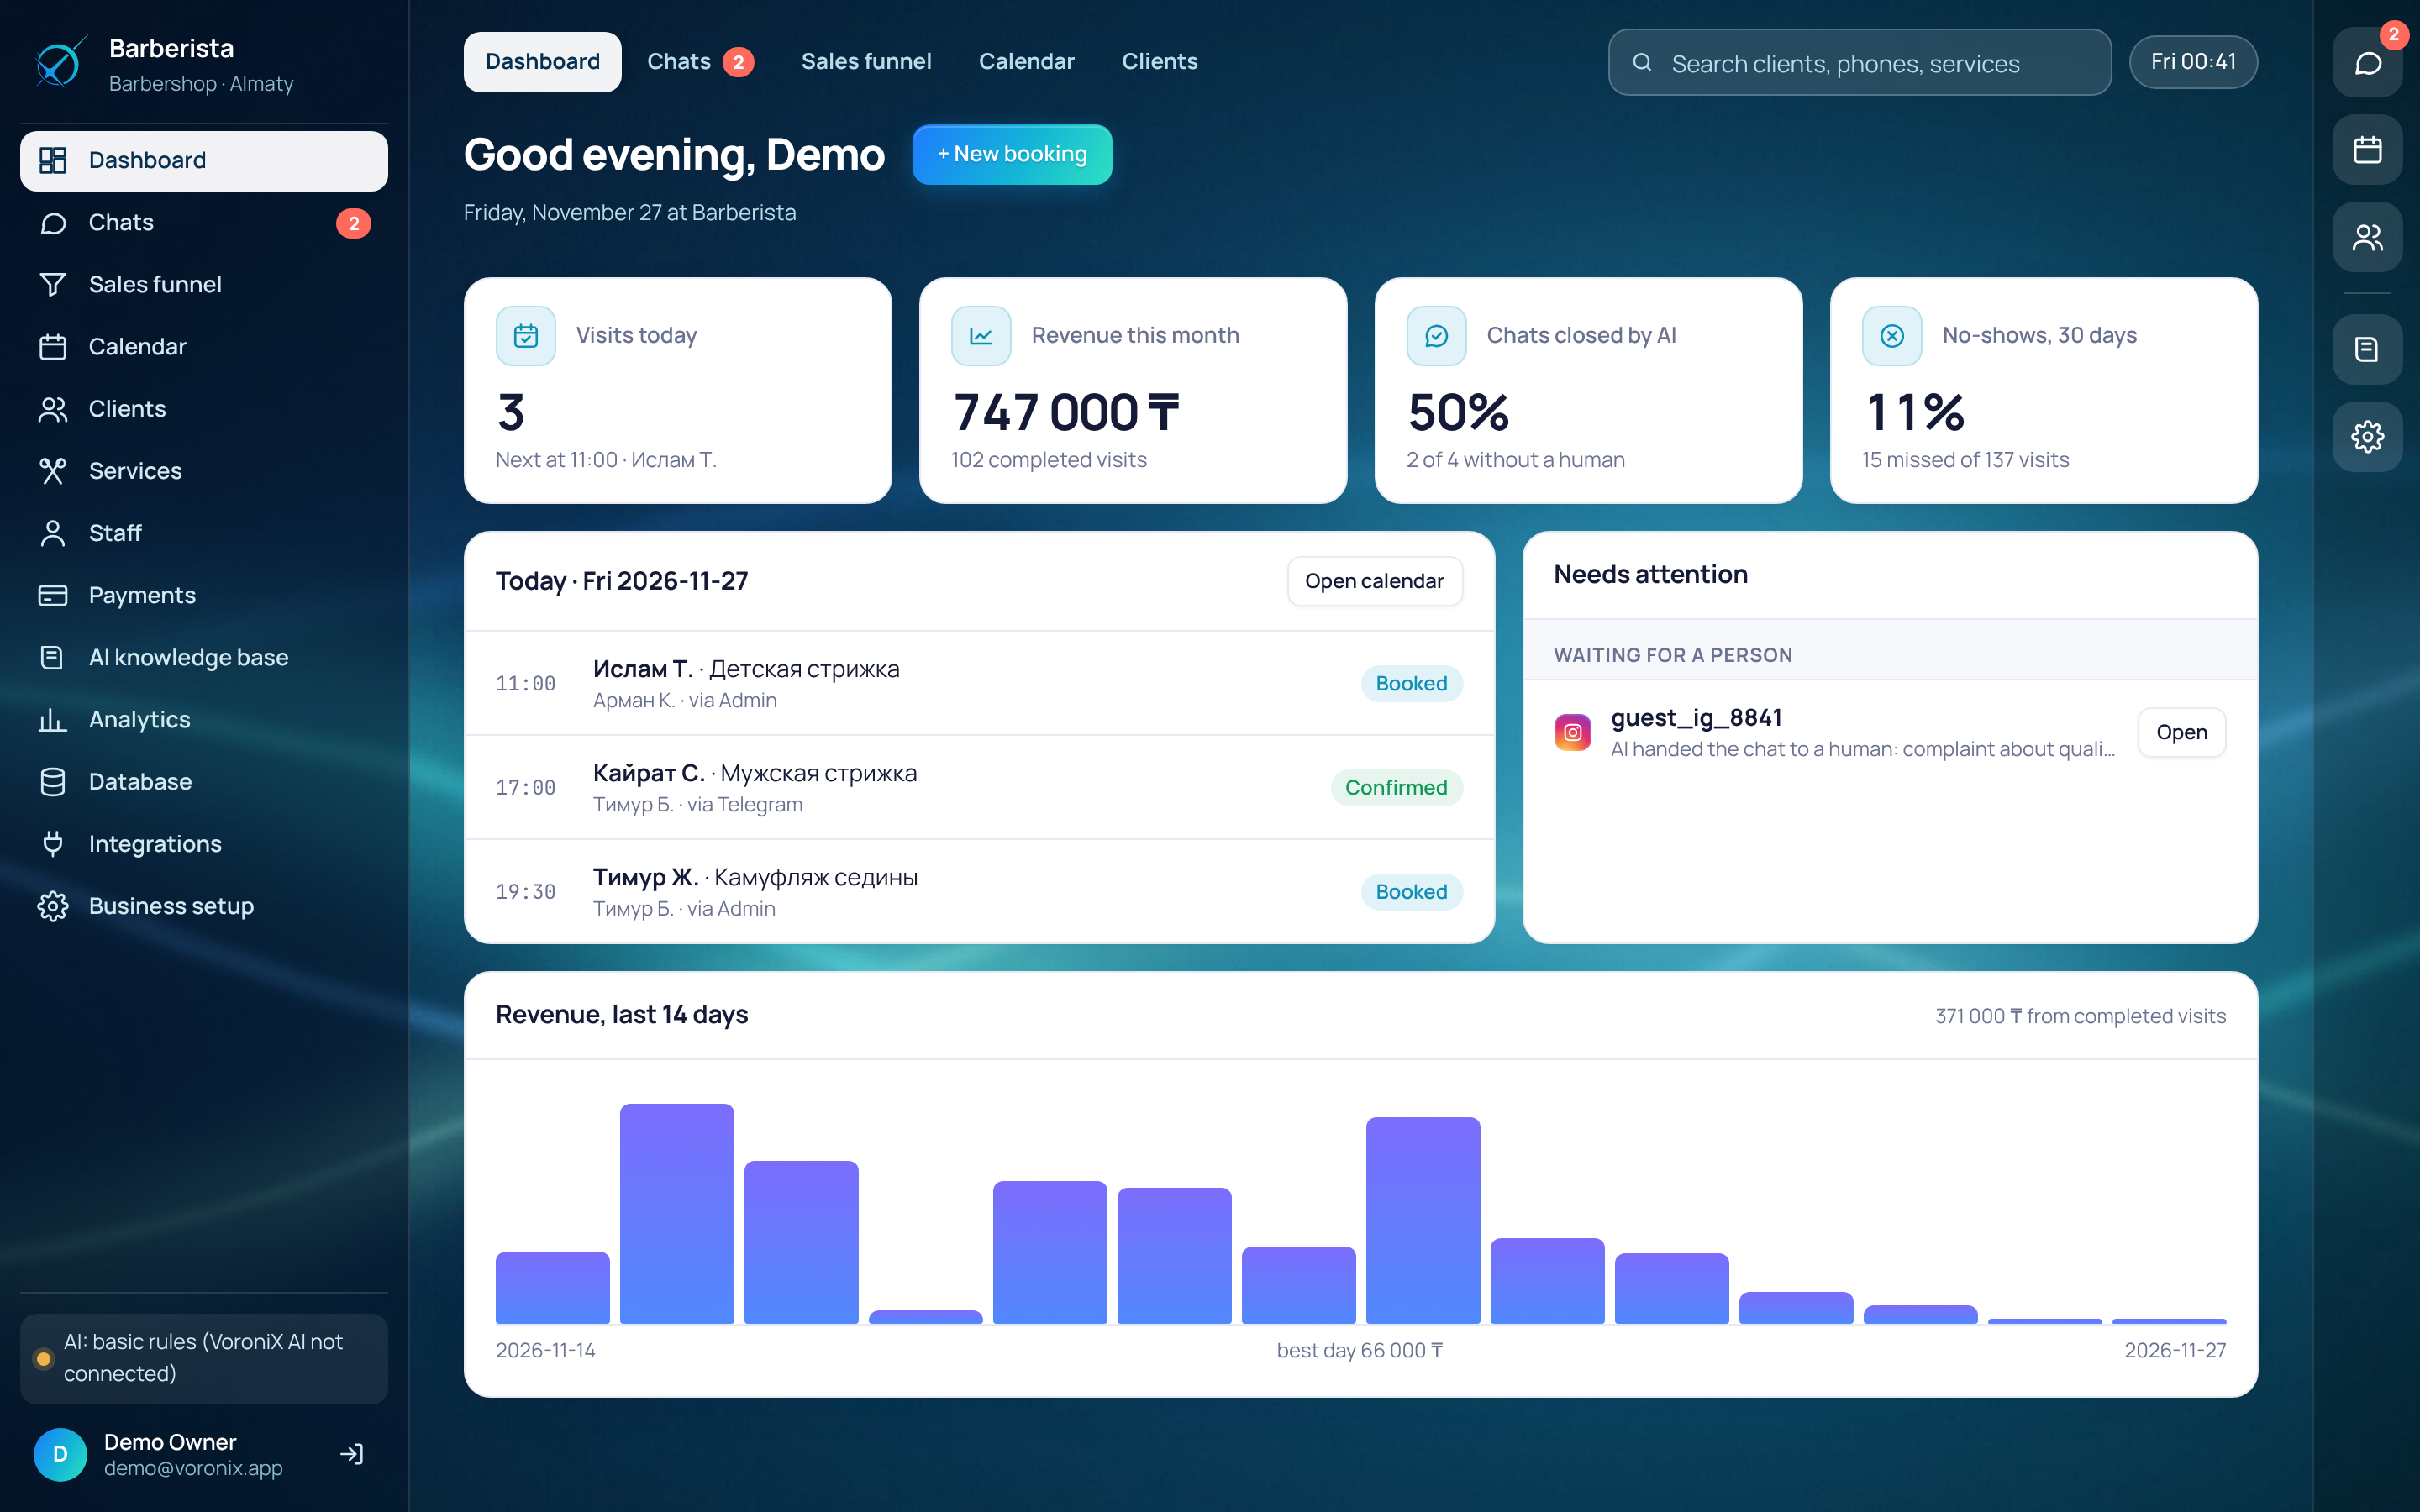 Barberista
Barbershop · Almaty
Dashboard
Chats 2
Sales funnel
Calendar
Clients
Services
Staff
Payments
AI knowledge base
Analytics
Database
Integrations
Business setup
AI: basic rules (VoroniX AI not
connected)
D
Demo Owner
demo@voronix.app
Dashboard Chats 2 Sales funnel Calendar Clients
Search clients, phones, services
Fri 00:41
2
Good evening, Demo
+ New booking
Friday, November 27 at Barberista
Visits today
3
Next at 11:00 · Ислам Т.
Revenue this month
747 000 ₸
102 completed visits
Chats closed by AI
50%
2 of 4 without a human
No-shows, 30 days
11%
15 missed of 137 visits
Today · Fri 2026-11-27
Open calendar
11:00
Ислам Т. · Детская стрижка
Арман К. · via Admin
Booked
17:00
Кайрат С. · Мужская стрижка
Тимур Б. · via Telegram
Confirmed
19:30
Тимур Ж. · Камуфляж седины
Тимур Б. · via Admin
Booked
Needs attention
WAITING FOR A PERSON
guest_ig_8841
AI handed the chat to a human: complaint about quali...
Open
Revenue, last 14 days
371 000 ₸ from completed visits
2026-11-14
best day 66 000 ₸
2026-11-27